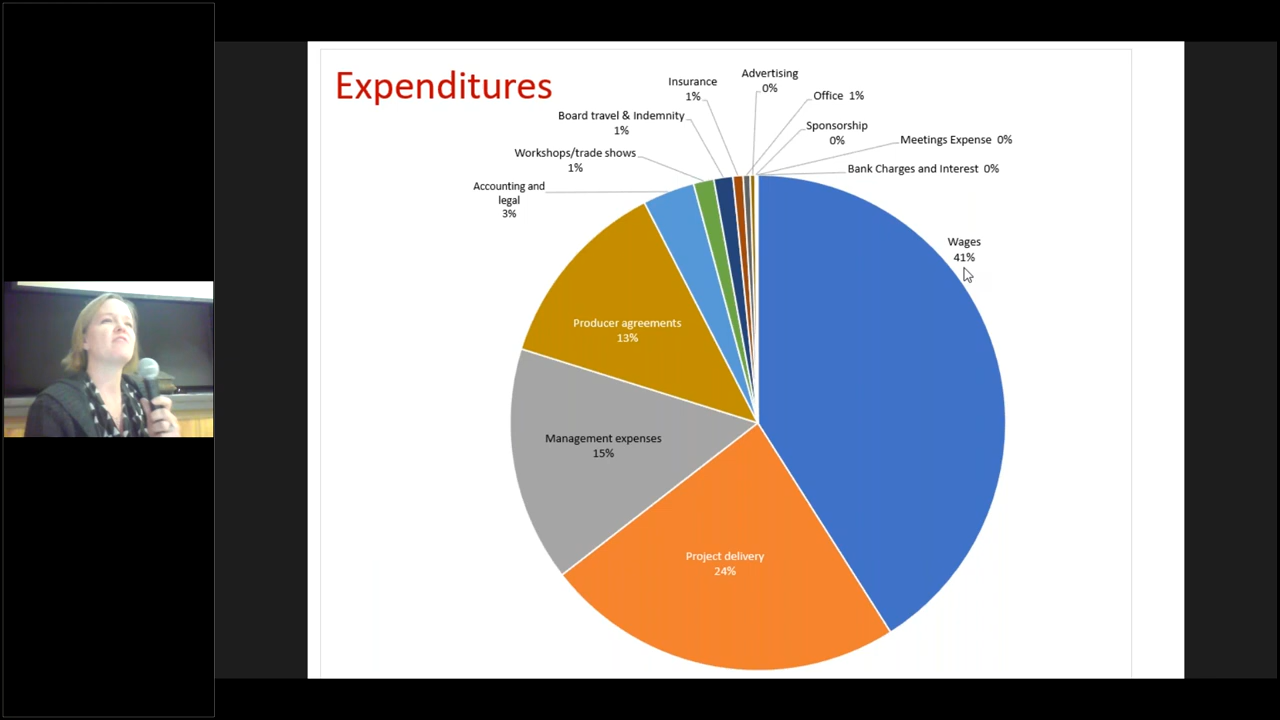 Expenditures
Advertising
0%
Insurance
1%
Office 1%
Board travel & Indemnity
1%
Sponsorship
0%
Meetings Expense 0%
Workshops/trade shows
1%
Bank Charges and Interest 0%
Accounting and
legal
3%
Wages
41%
Producer agreements
13%
Management expenses
15%
Project delivery
24%